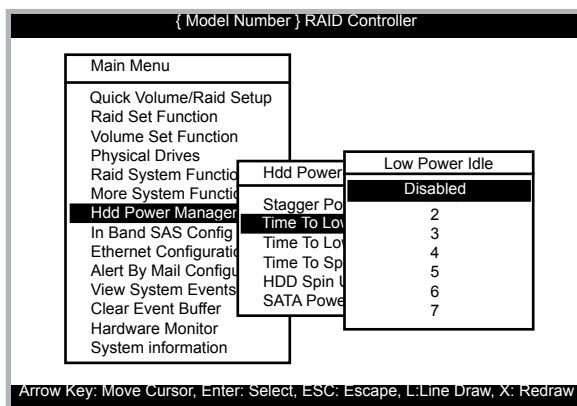 { Model Number } RAID Controller
Main Menu
Quick Volume/Raid Setup
Raid Set Function
Volume Set Function
Physical Drives
Raid System Functio
More System Functio
Hdd Power Manager
In Band SAS Config
Ethernet Configuratio
Alert By Mail Configu
View System Events
Clear Event Buffer
Hardware Monitor
System information
Hdd Power
Stagger Po
Time To Lov
Time To Lov
Time To Sp
HDD Spin U
SATA Powe
Low Power Idle
Disabled
2
3
4
5
6
7
Arrow Key: Move Cursor, Enter: Select, ESC: Escape, L:Line Draw, X: Redraw